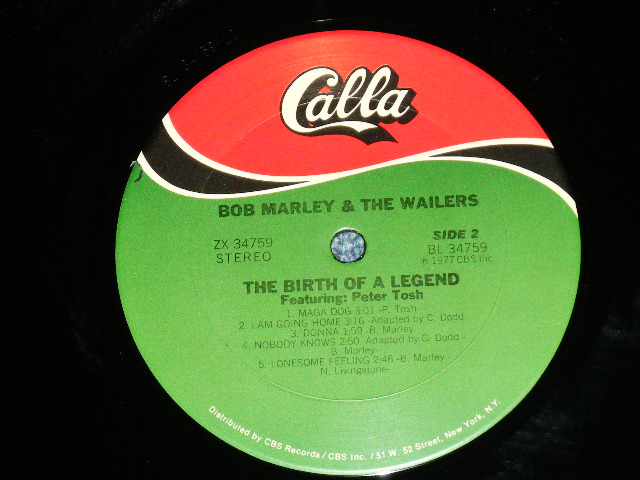 Calla
BOB MARLEY & THE WAILERS
ZX 34759
STEREO
SIDE 2
BL 34759
℗ 1977 CBS Inc.
THE BIRTH OF A LEGEND
Featuring: Peter Tosh
1. MAGA DOG 3:01 -P. Tosh-
2. I AM GOING HOME 3:16 -Adapted by C. Dodd-
3. DONNA 1:59 -B. Marley-
4. NOBODY KNOWS 2:50 -Adapted by C. Dodd -
B. Marley-
5. LONESOME FEELING 2:46 -B. Marley -
N. Livingstone-
Distributed by CBS Records / CBS Inc. / 51 W. 52 Street, New York, N.Y.